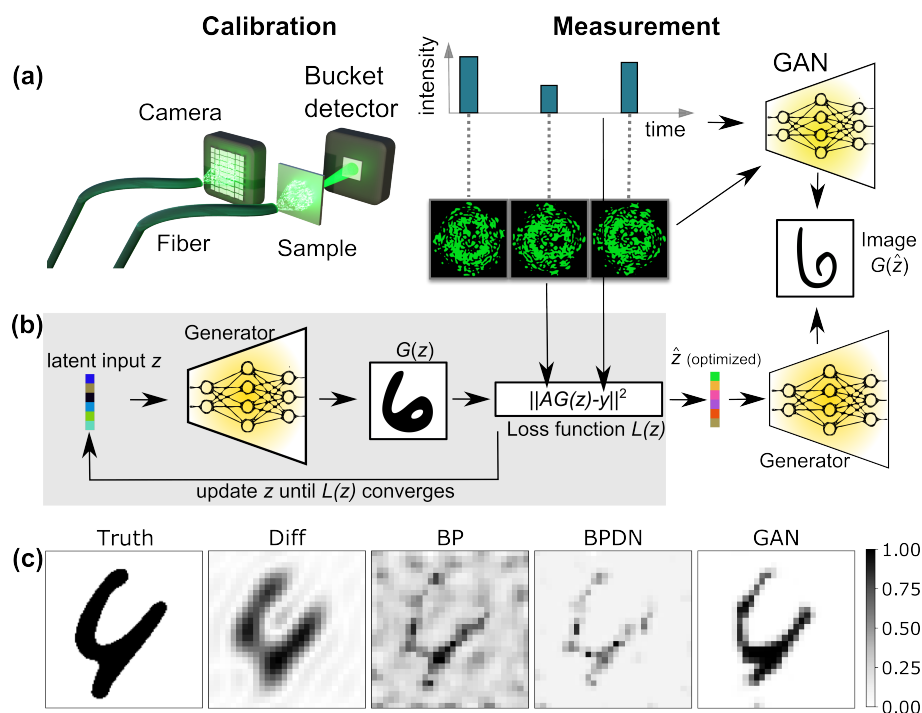 Calibration
Measurement
(a)
Camera
Bucket
detector
Fiber
Sample
intensity
time
GAN
Image
G(ẑ)
(b)
latent input z
Generator
G(z)
||AG(z)-y||²
Loss function L(z)
update z until L(z) converges
ẑ (optimized)
Generator
(c)
Truth
Diff
BP
BPDN
GAN
1.00
0.75
0.50
0.25
0.00